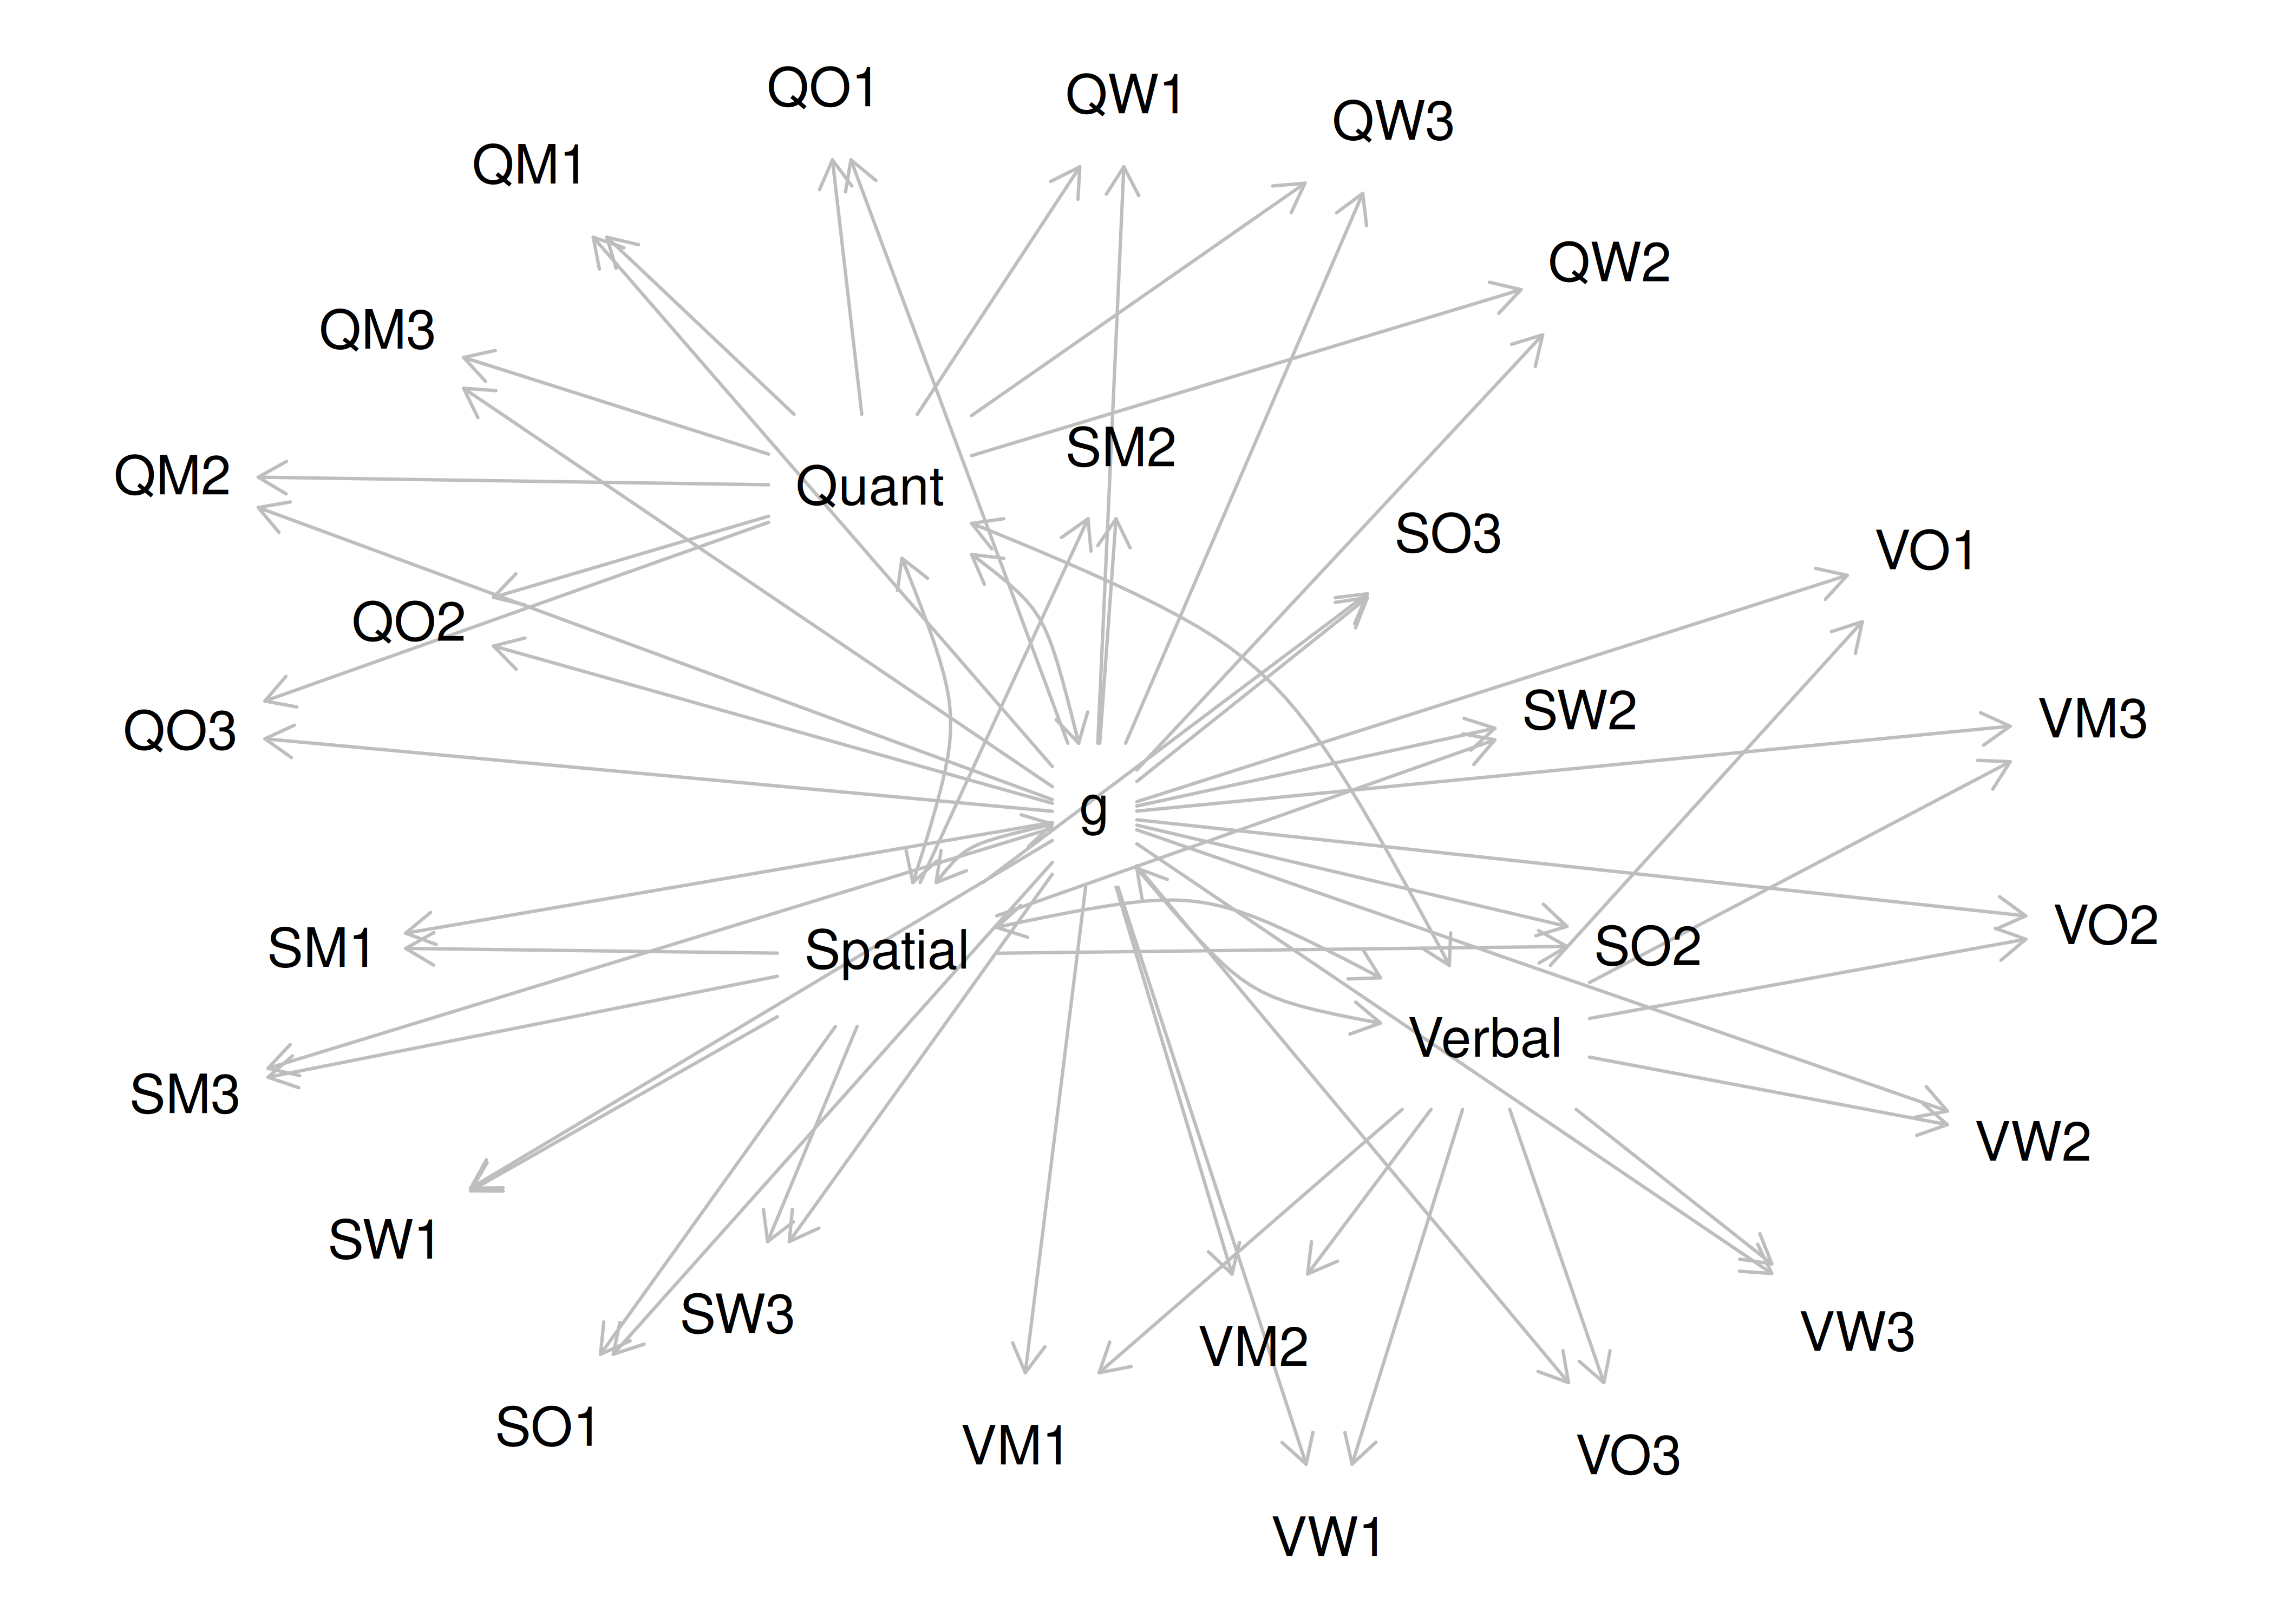 QO1
QW1
QW3
QM1
QW2
QM3
SM2
QM2
Quant
SO3
VO1
QO2
SW2
VM3
QO3
g
VO2
SM1
Spatial
SO2
Verbal
SM3
VW2
SW1
SW3
VW3
VM2
SO1
VM1
VO3
VW1